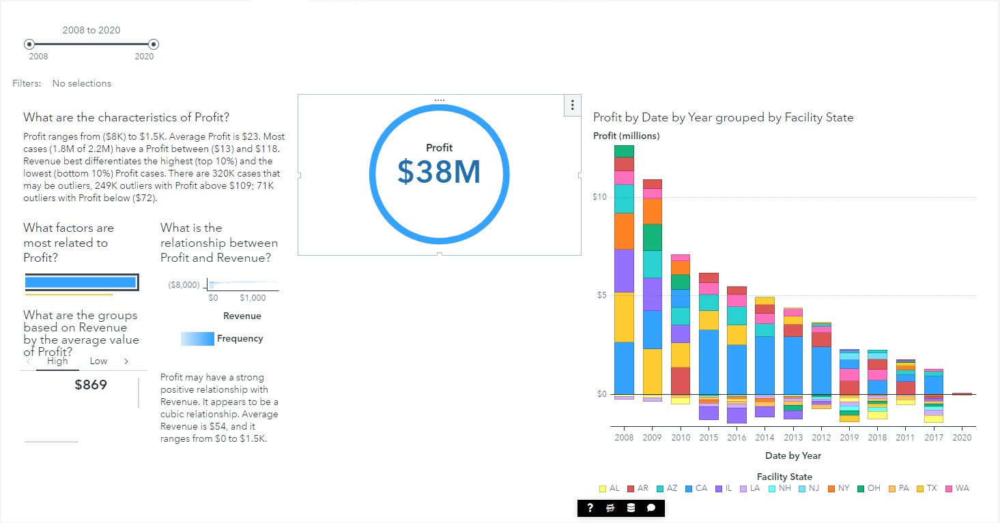 2008 to 2020
2008
2020
Filters: No selections
What are the characteristics of Profit?
Profit ranges from ($8K) to $1.5K. Average Profit is $23. Most
cases (1.8M of 2.2M) have a Profit between ($13) and $118.
Revenue best differentiates the highest (top 10%) and the
lowest (bottom 10%) Profit cases. There are 320K cases that
may be outliers, 249K outliers with Profit above $109; 71K
outliers with Profit below ($72).
What factors are
most related to
Profit?
What is the
relationship between
Profit and Revenue?
($8,000)
$0 $1,000
Revenue
Frequency
What are the groups
based on Revenue
by the average value
of Profit?
< High Low >
$869
Profit may have a strong
positive relationship with
Revenue. It appears to be a
cubic relationship. Average
Revenue is $54, and it
ranges from $0 to $1.5K.
Profit
$38M
Profit by Date by Year grouped by Facility State
Profit (millions)
$10
$5
$0
2008 2009 2010 2015 2016 2014 2013 2012 2019 2018 2011 2017 2020
Date by Year
Facility State
AL AR AZ CA IL LA NH NJ NY OH PA TX WA
?